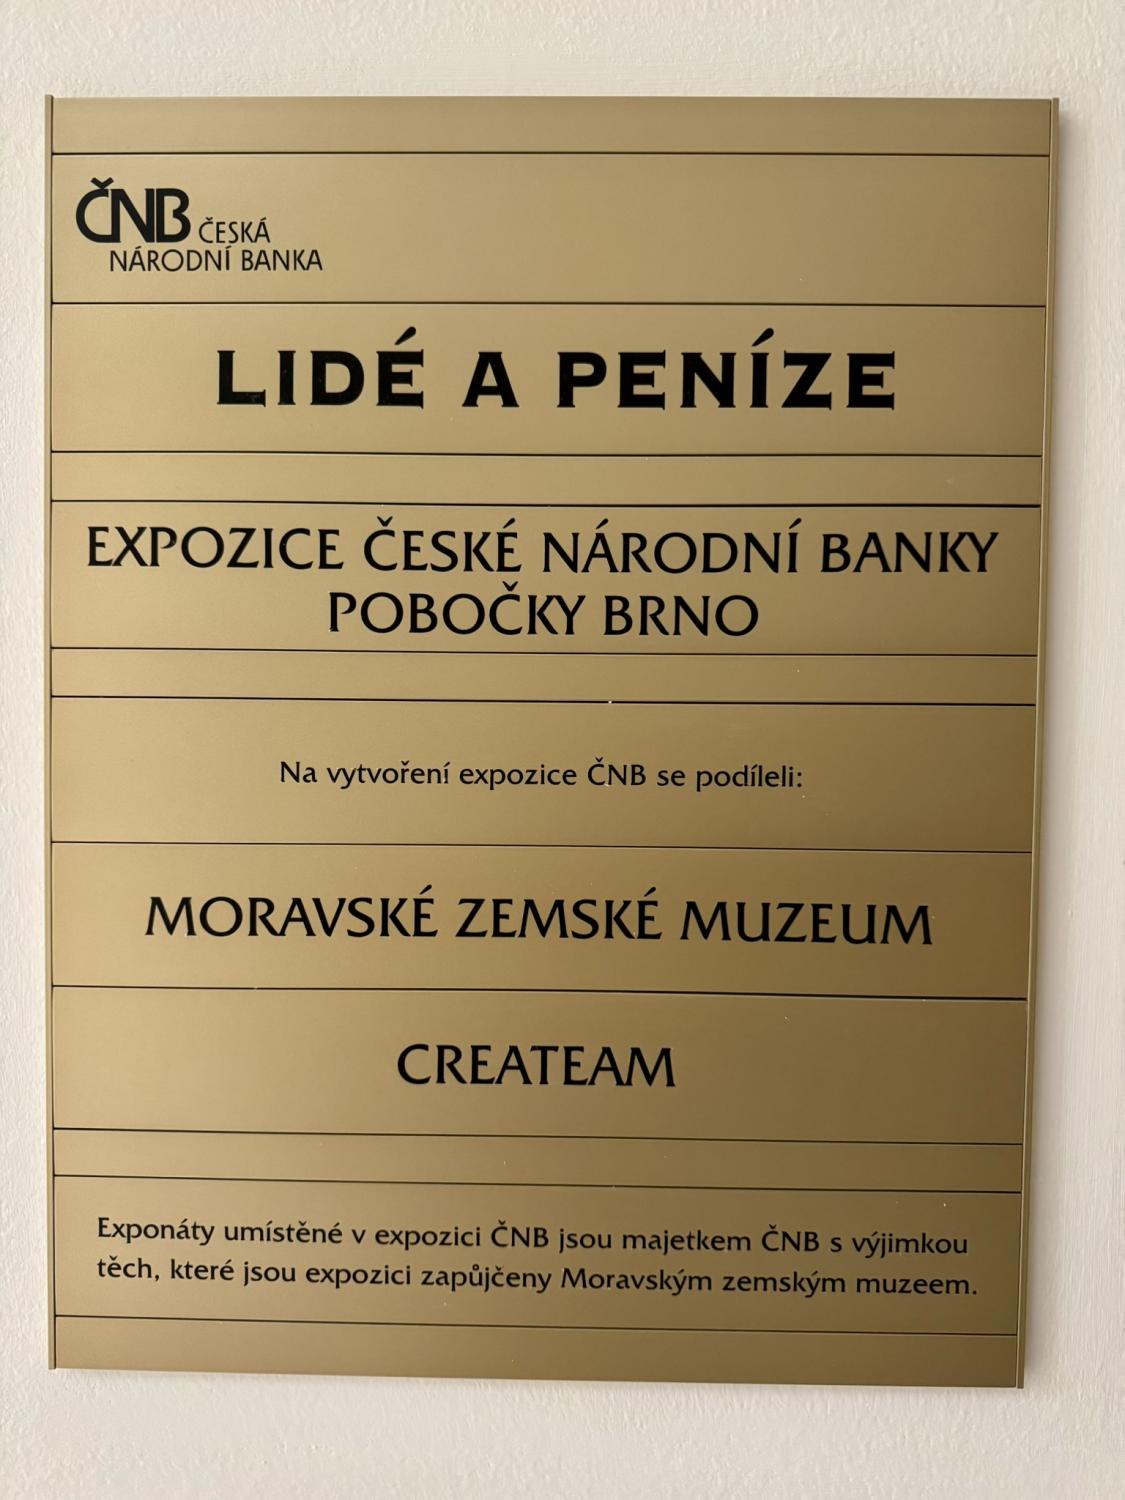 ČNB ČESKÁ
NÁRODNÍ BANKA
LIDÉ A PENÍZE
EXPOZICE ČESKÉ NÁRODNÍ BANKY
POBOČKY BRNO
Na vytvoření expozice ČNB se podíleli:
MORAVSKÉ ZEMSKÉ MUZEUM
CREATEAM
Exponáty umístěné v expozici ČNB jsou majetkem ČNB s výjimkou
těch, které jsou expozici zapůjčeny Moravským zemským muzeem.